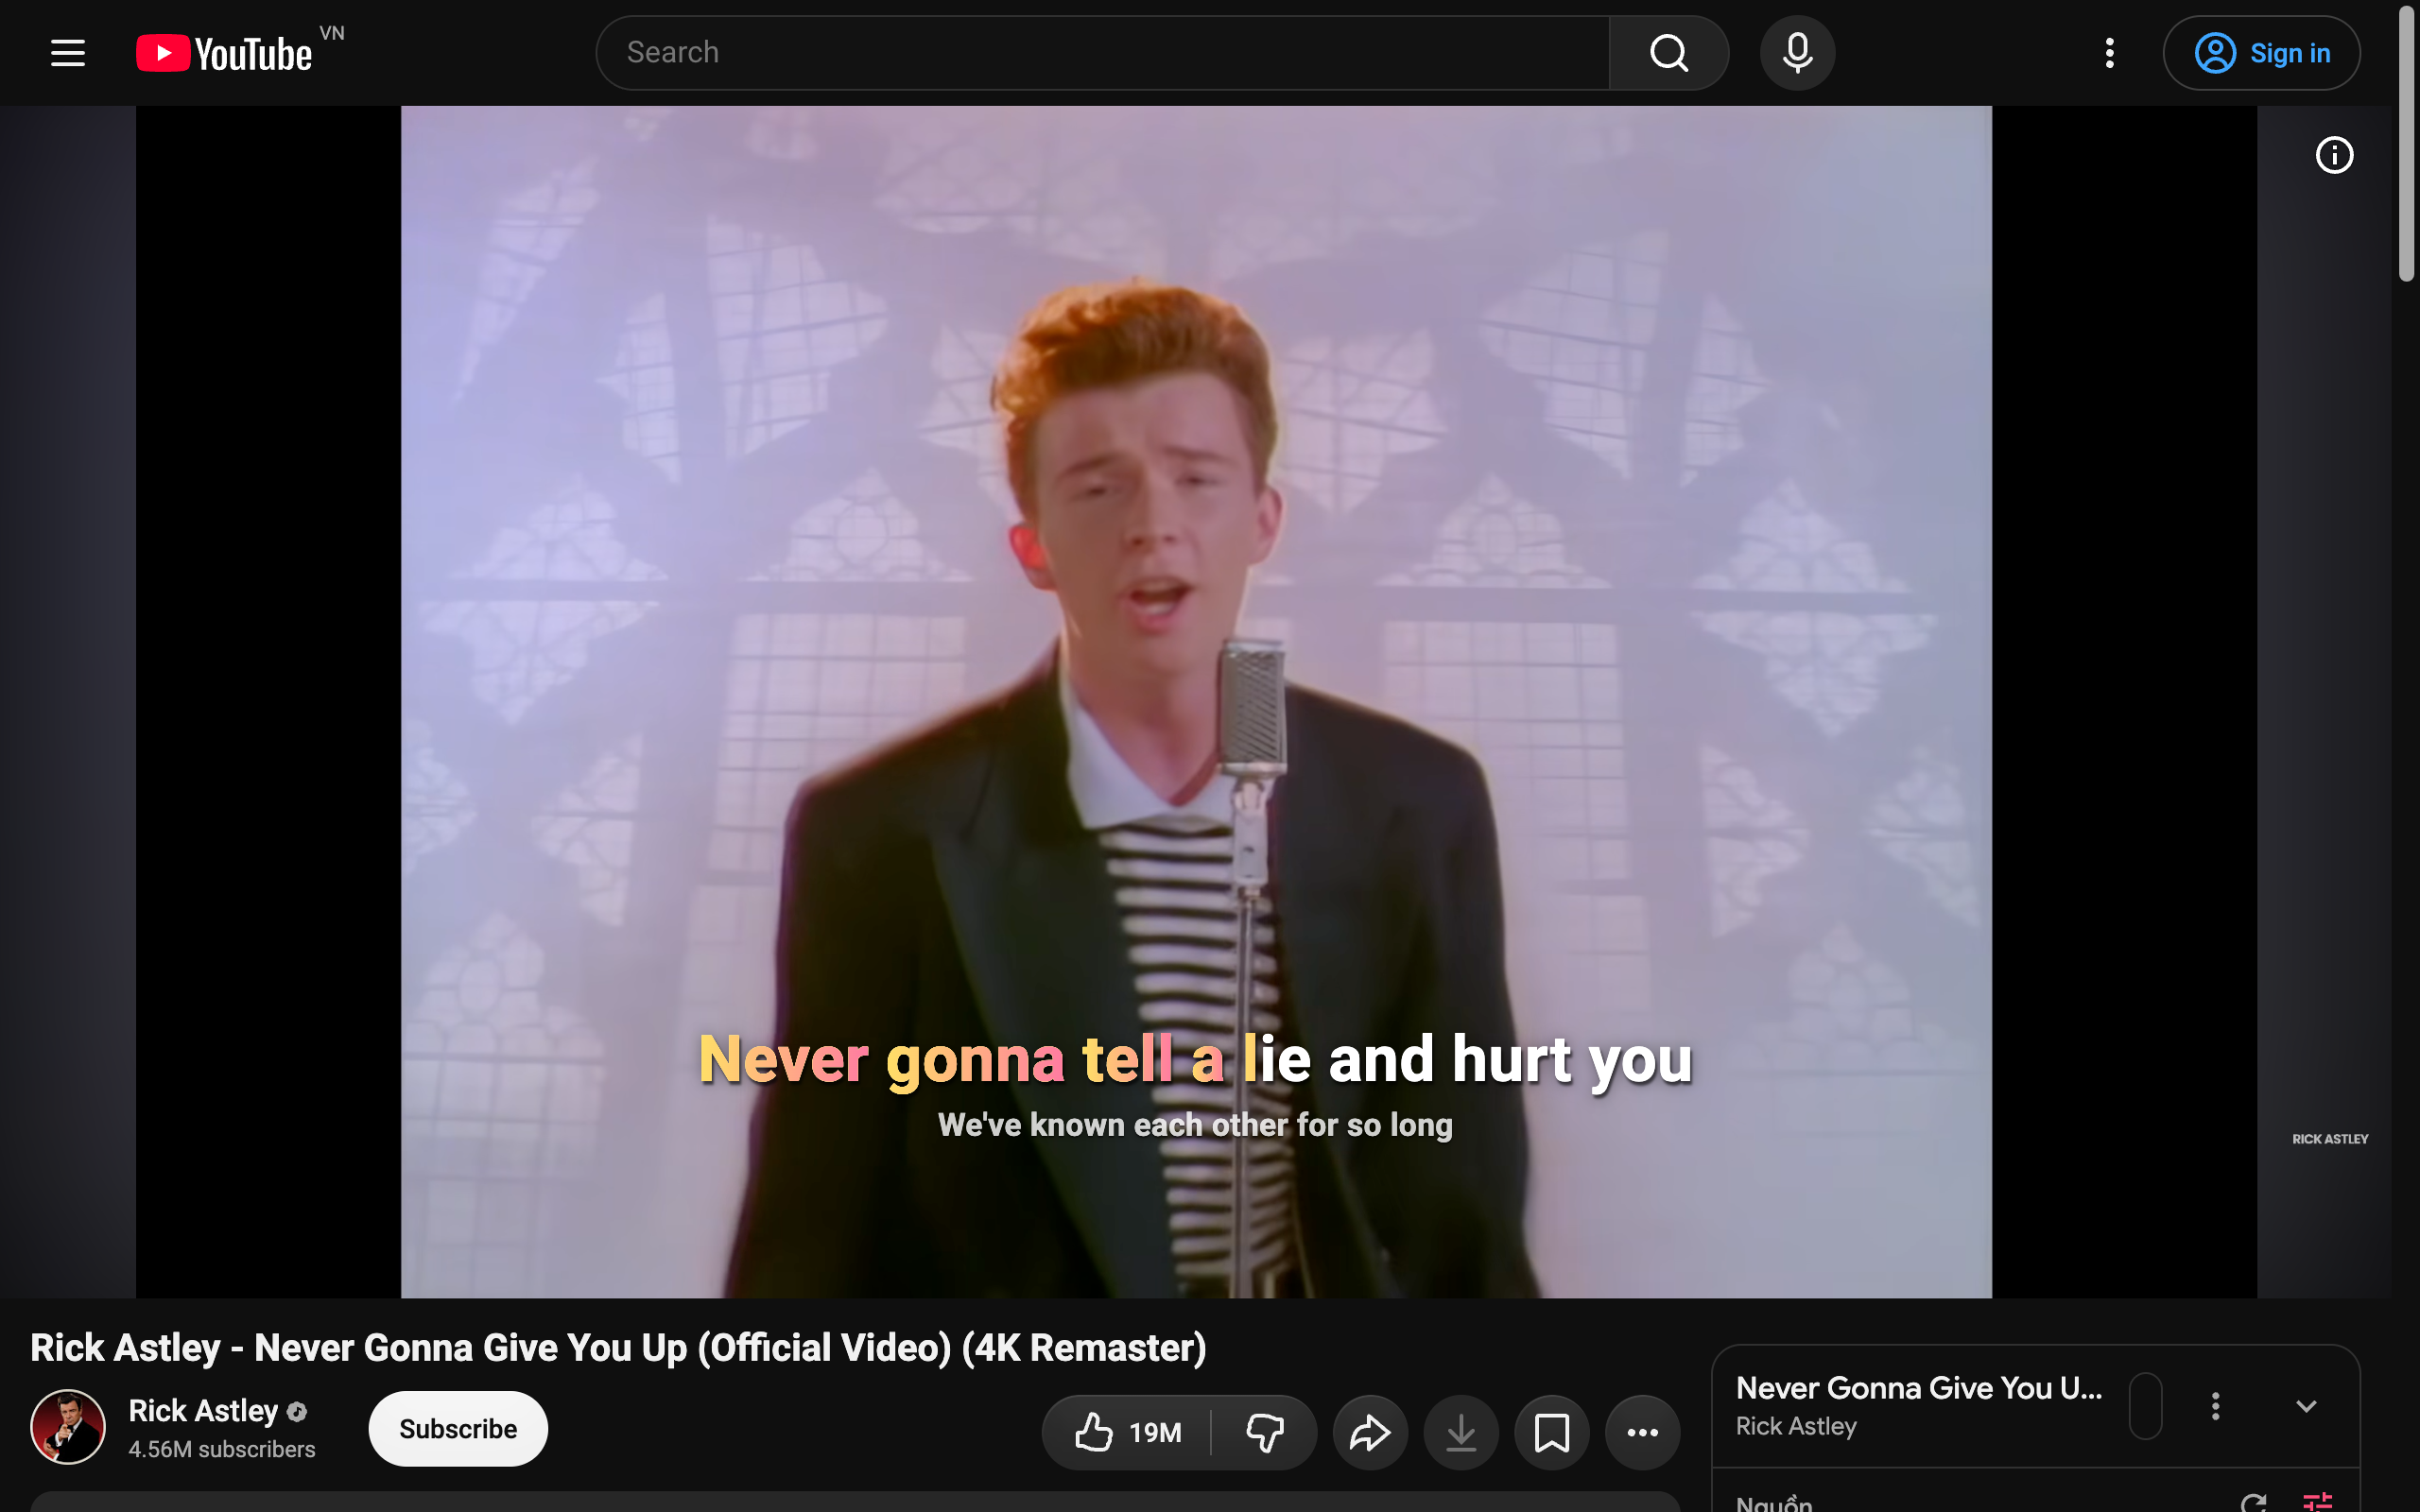 YouTube VN
Search
Sign in
Never gonna tell a lie and hurt you
We've known each other for so long
RICK ASTLEY
Rick Astley - Never Gonna Give You Up (Official Video) (4K Remaster)
Rick Astley
4.56M subscribers
Subscribe
19M
Never Gonna Give You U...
Rick Astley
Nguồn